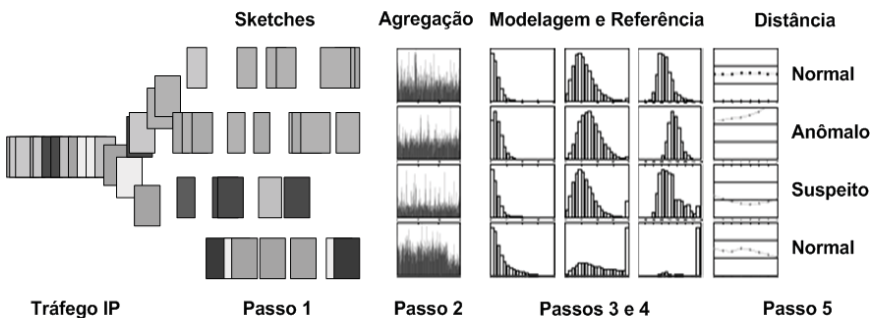 Sketches Agregação Modelagem e Referência Distância
Normal
Anômalo
Suspeito
Normal
Tráfego IP Passo 1 Passo 2 Passos 3 e 4 Passo 5